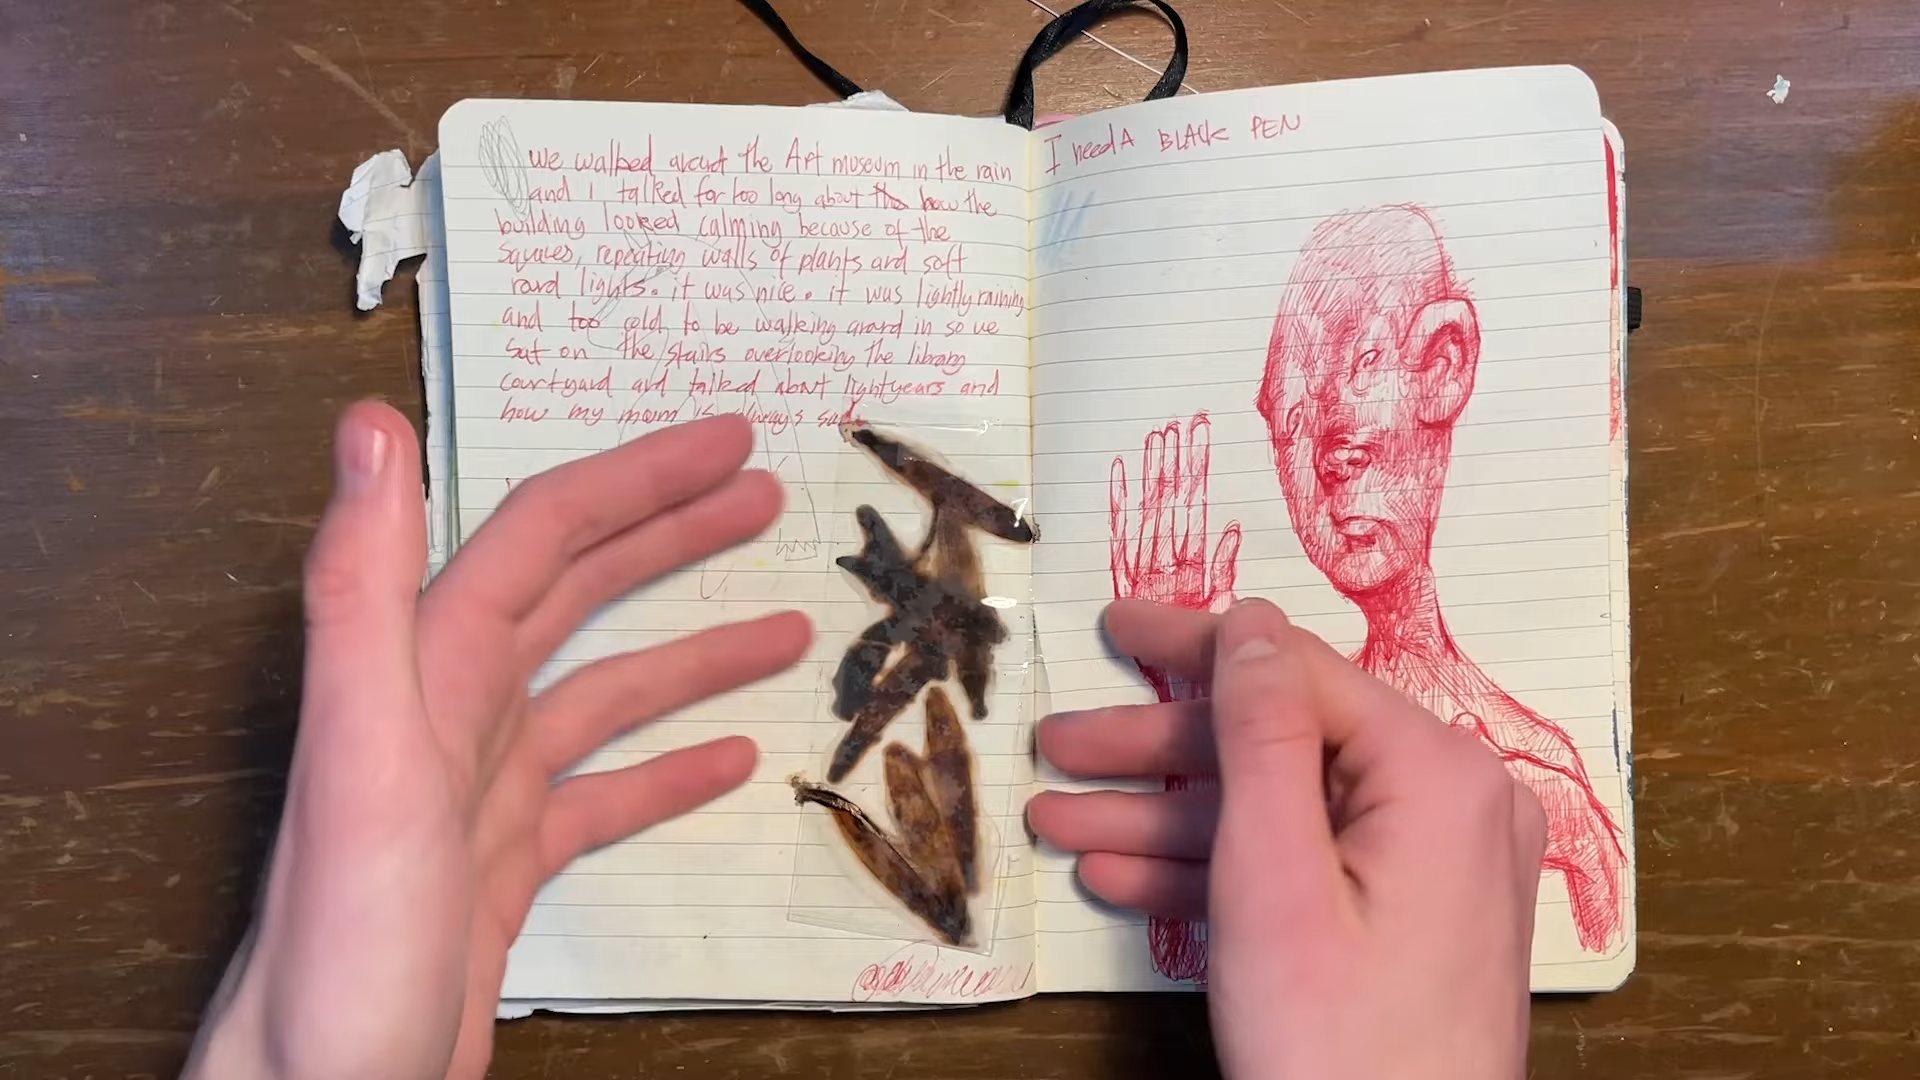 we walked around the Art museum in the rain
and i talked for too long about the how the
building looked calming because of the
squares, repeating walls of plants and soft
round lights. it was nice. it was lightly raining
and too cold to be walking around in so we
sat on the stairs overlooking the library
courtyard and talked about lightyears and
how my mom is always
I need A BLACK PEN